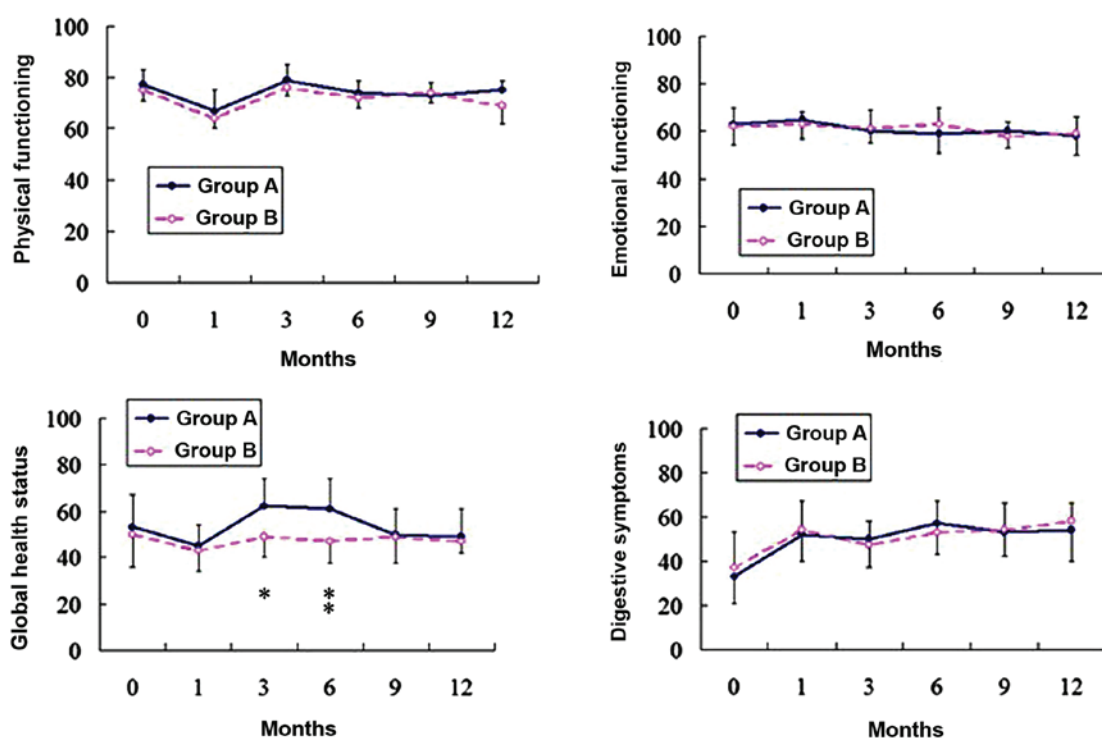 Physical functioning
100
80
60
40
20
0
Group A
Group B
0 1 3 6 9 12
Months
Emotional functioning
100
80
60
40
20
0
Group A
Group B
0 1 3 6 9 12
Months
Global health status
100
80
60
40
20
0
Group A
Group B
*
*
*
0 1 3 6 9 12
Months
Digestive symptoms
100
80
60
40
20
0
Group A
Group B
0 1 3 6 9 12
Months